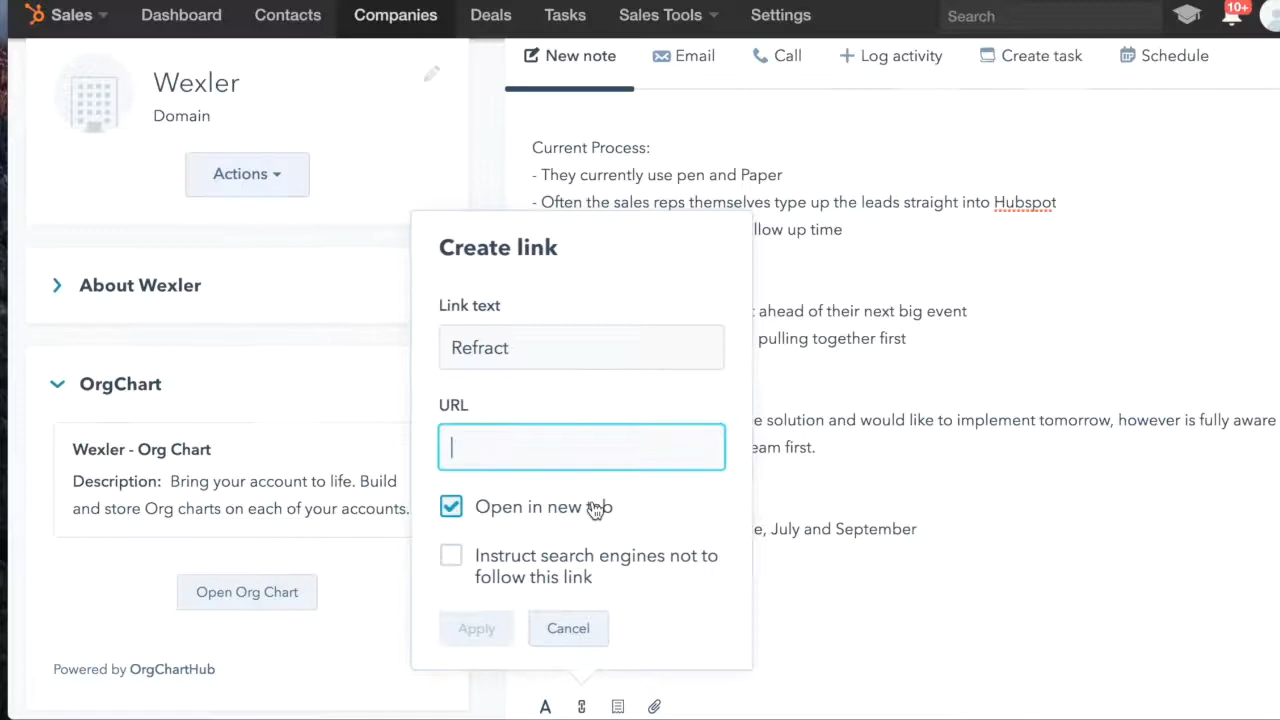 Sales Dashboard Contacts Companies Deals Tasks Sales Tools Settings Search 10+
Wexler
Domain
Actions
About Wexler
OrgChart
Wexler - Org Chart
Description: Bring your account to life. Build
and store Org charts on each of your accounts.
Open Org Chart
Powered by OrgChartHub
New note Email Call Log activity Create task Schedule
Current Process:
- They currently use pen and Paper
- Often the sales reps themselves type up the leads straight into Hubspot
llow up time
ahead of their next big event
pulling together first
e solution and would like to implement tomorrow, however is fully aware
eam first.
e, July and September
Create link
Link text
Refract
URL
Open in new
Instruct search engines not to
follow this link
Apply Cancel
A